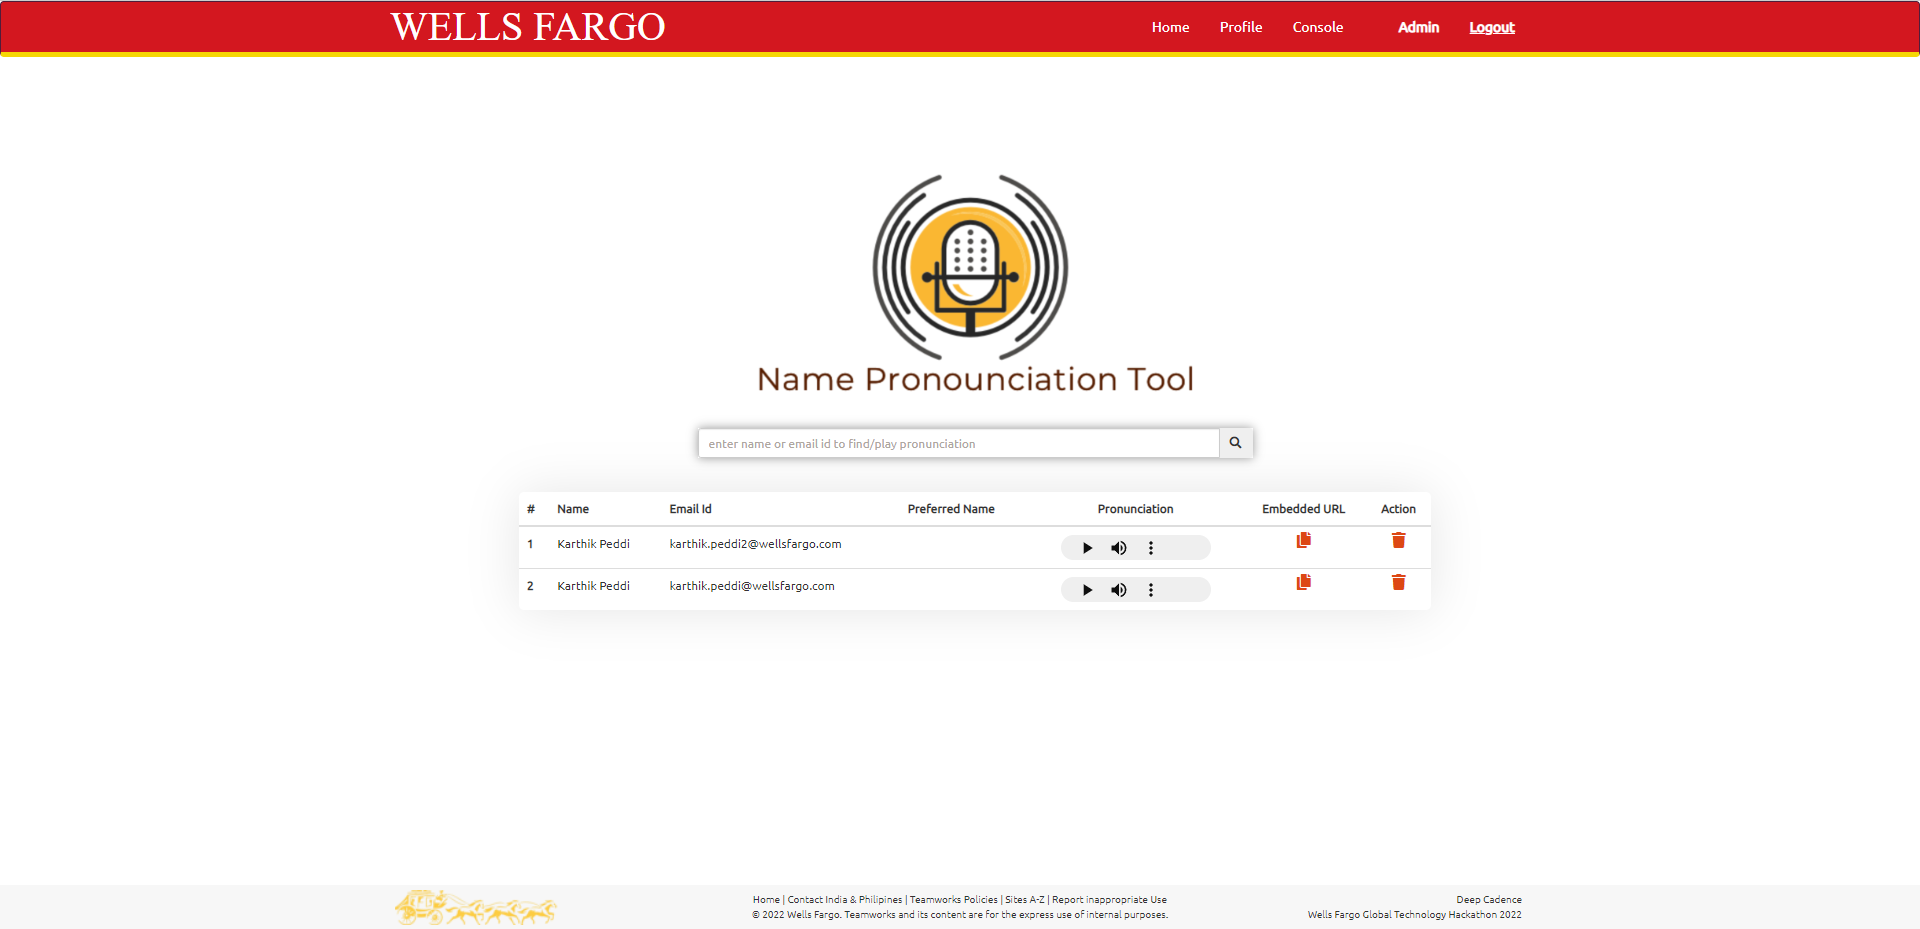 WELLS FARGO Home Profile Console Admin Logout
Name Pronounciation Tool
enter name or email id to find/play pronunciation
# Name Email Id Preferred Name Pronunciation Embedded URL Action
1 Karthik Peddi karthik.peddi2@wellsfargo.com
2 Karthik Peddi karthik.peddi@wellsfargo.com
Home | Contact India & Philipines | Teamworks Policies | Sites A-Z | Report inappropriate Use
© 2022 Wells Fargo. Teamworks and its content are for the express use of internal purposes.
Deep Cadence
Wells Fargo Global Technology Hackathon 2022